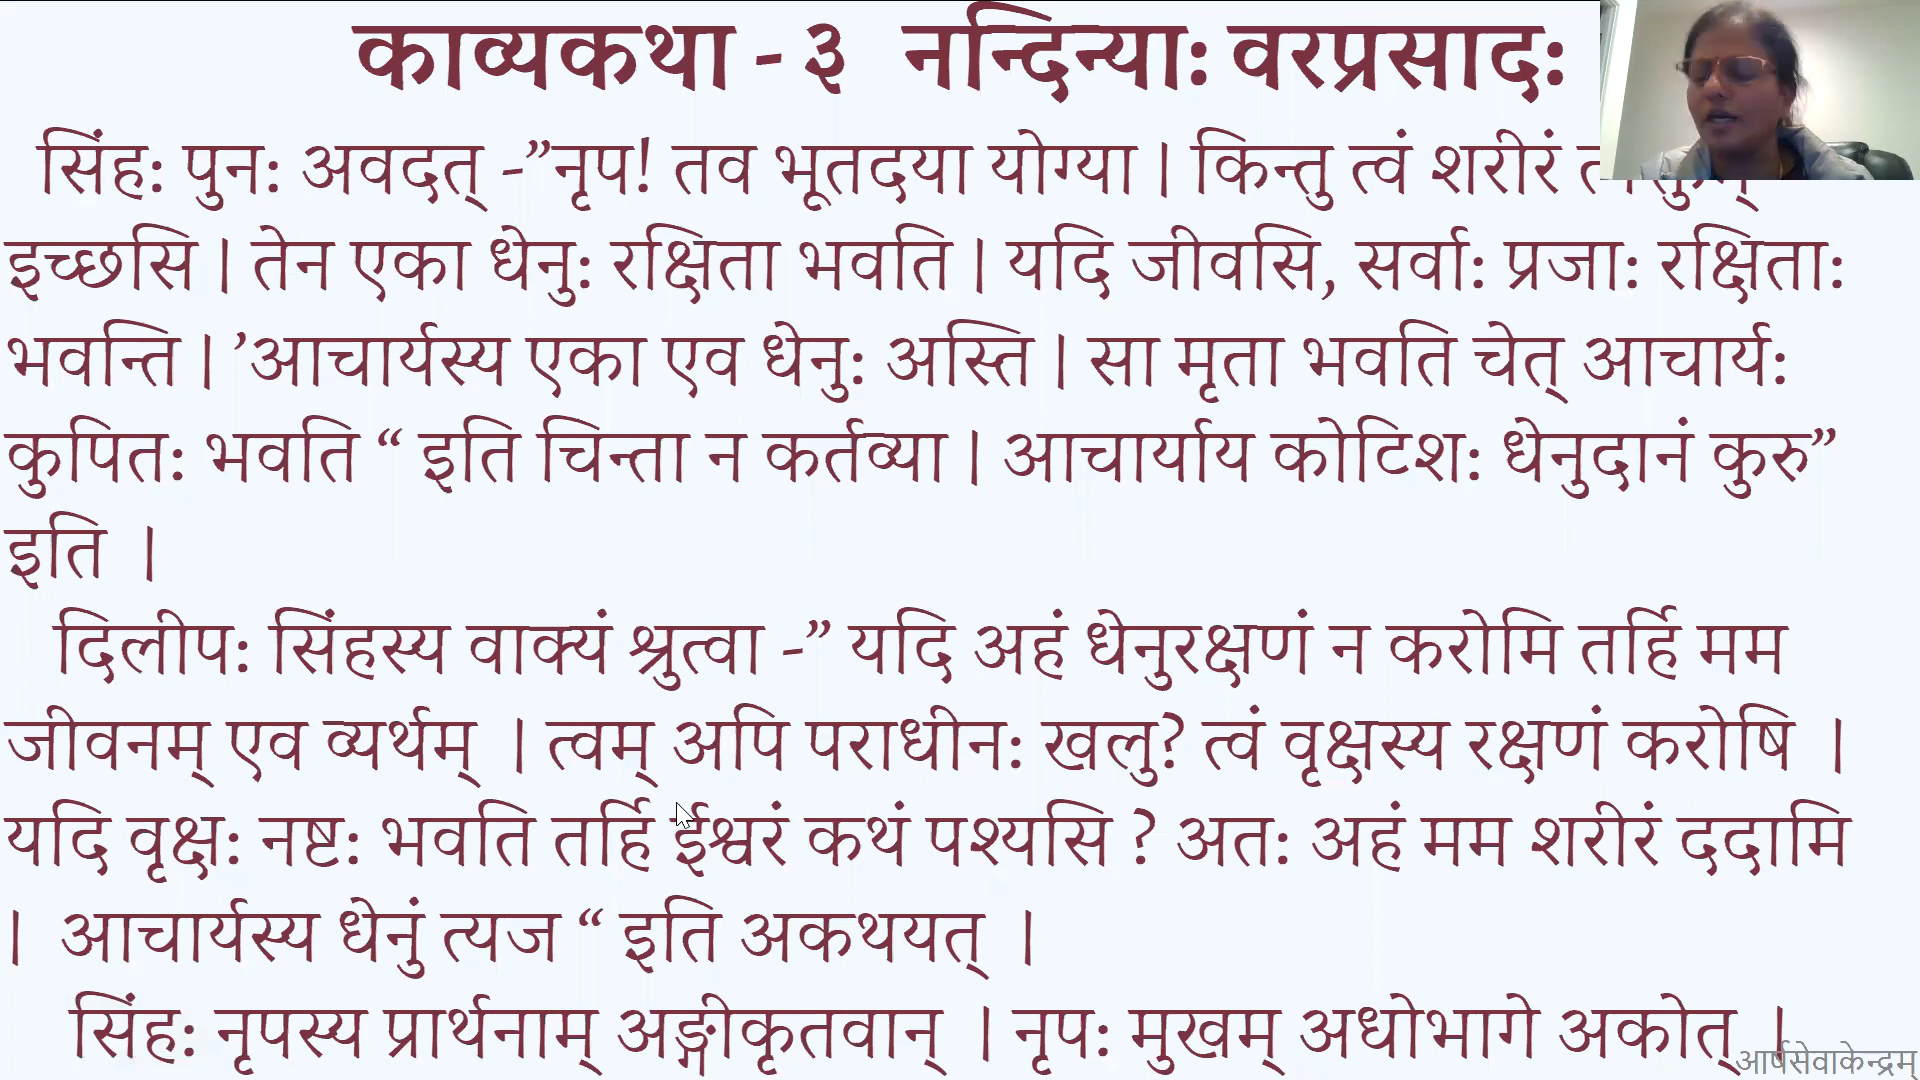 काव्यकथा - ३ नन्दिन्याः वरप्रसादः
सिंहः पुनः अवदत् -”नृप! तव भूतदया योग्या | किन्तु त्वं शरीरं
इच्छसि | तेन एका धेनुः रक्षिता भवति | यदि जीवसि, सर्वाः प्रजाः रक्षिताः
भवन्ति | ’आचार्यस्य एका एव धेनुः अस्ति | सा मृता भवति चेत् आचार्यः
कुपितः भवति “ इति चिन्ता न कर्तव्या | आचार्याय कोटिशः धेनुदानं कुरु”
इति |
दिलीपः सिंहस्य वाक्यं श्रुत्वा -” यदि अहं धेनुरक्षणं न करोमि तर्हि मम
जीवनम् एव व्यर्थम् | त्वम् अपि पराधीनः खलु? त्वं वृक्षस्य रक्षणं करोषि |
यदि वृक्षः नष्टः भवति तर्हि ईश्वरं कथं पश्यसि ? अतः अहं मम शरीरं ददामि
| आचार्यस्य धेनुं त्यज “ इति अकथयत् |
सिंहः नृपस्य प्रार्थनाम् अङ्गीकृतवान् | नृपः मुखम् अधोभागे अकोत् |
आर्षसेवाकेन्द्रम्